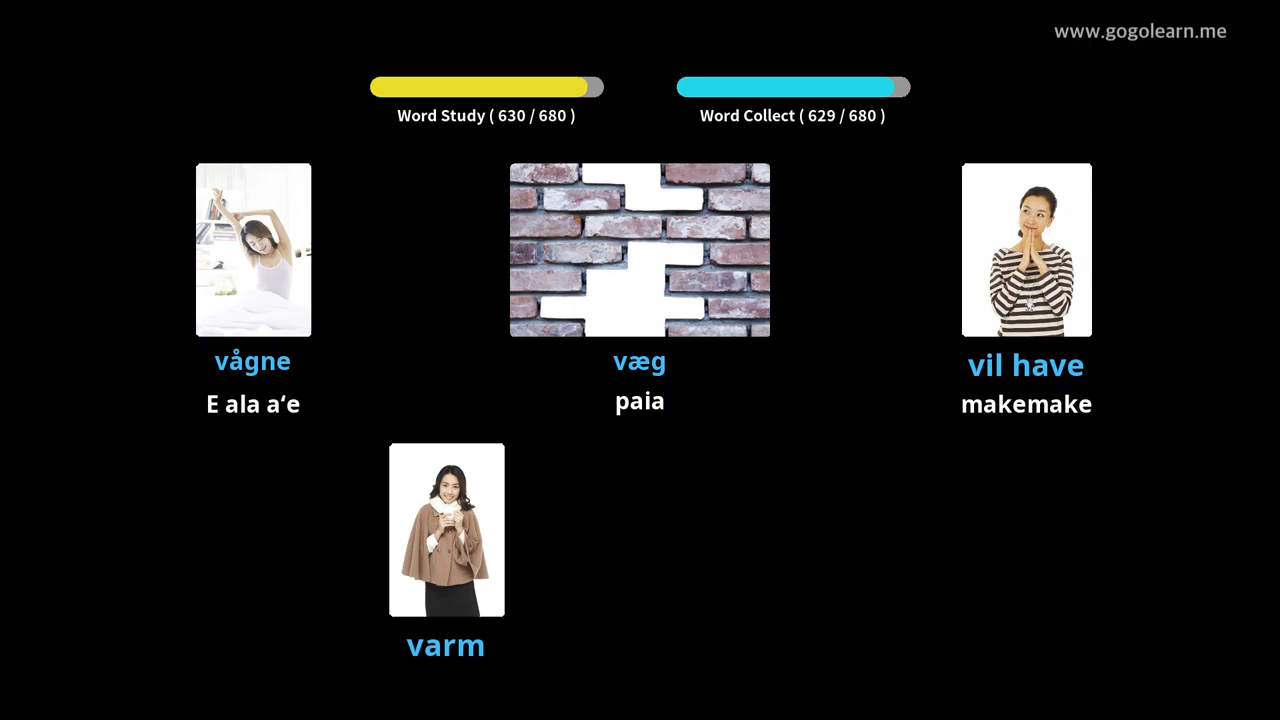 www.gogolearn.me
Word Study ( 630 / 680 )
Word Collect ( 629 / 680 )
vågne
væg
vil have
E ala aʻe
paia
makemake
varm